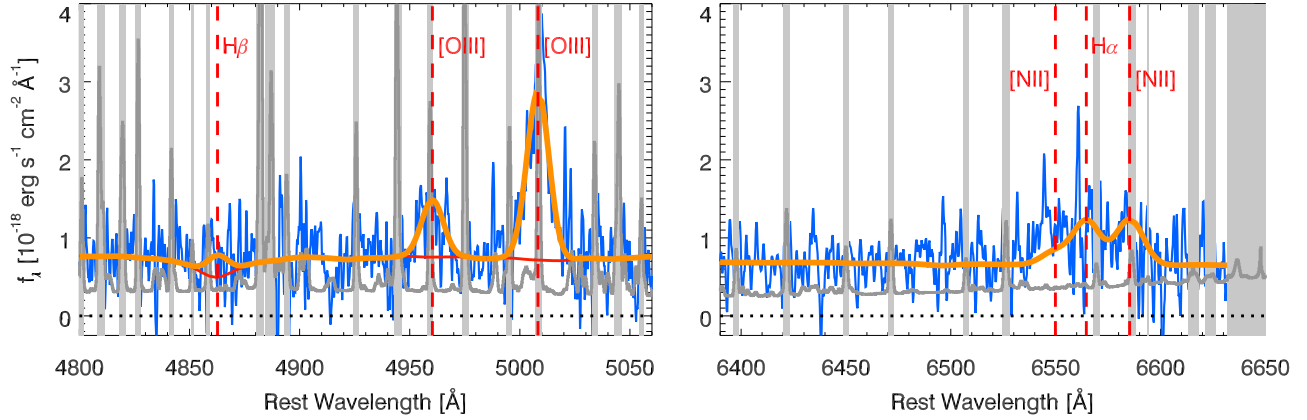 f_λ [10⁻¹⁸ erg s⁻¹ cm⁻² Å⁻¹]
4
3
2
1
0
Hβ
[OIII]
[OIII]
4800
4850
4900
4950
5000
5050
Rest Wavelength [Å]
4
3
2
1
0
Hα
[NII]
[NII]
6400
6450
6500
6550
6600
6650
Rest Wavelength [Å]